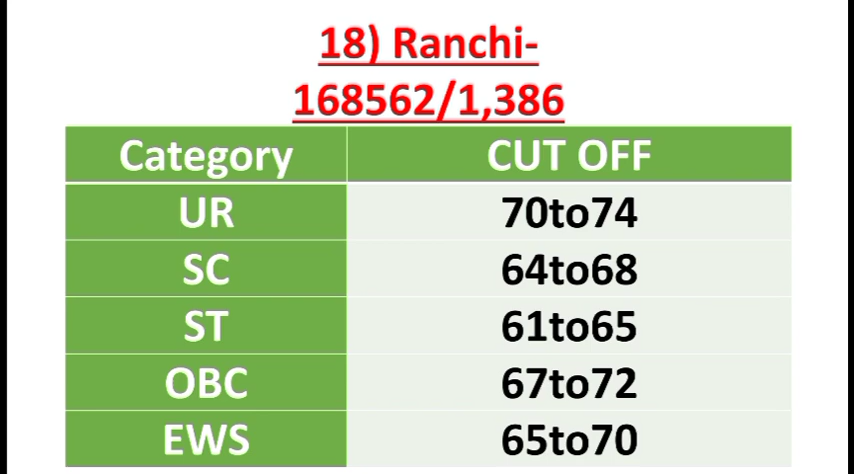 18) Ranchi-
168562/1,386
Category CUT OFF
UR 70to74
SC 64to68
ST 61to65
OBC 67to72
EWS 65to70